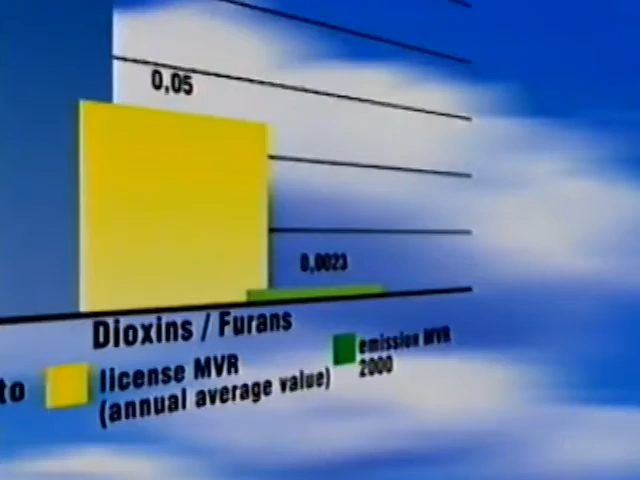 0,05
0,0023
Dioxins / Furans
to
license MVR
(annual average value)
emission MVR
2000